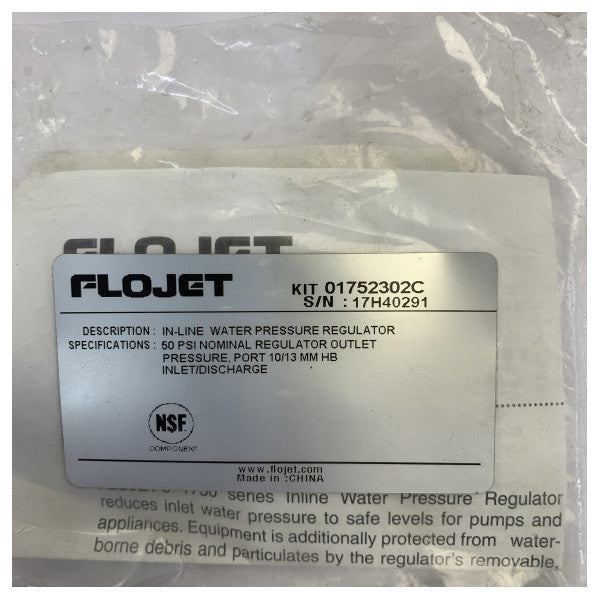 FLOJET
FLOJET
KIT 01752302C
S/N : 17H40291
DESCRIPTION : IN-LINE WATER PRESSURE REGULATOR
SPECIFICATIONS : 50 PSI NOMINAL REGULATOR OUTLET
PRESSURE, PORT 10/13 MM HB
INLET/DISCHARGE
NSF
COMPONENT
www.flojet.com
Made in :CHINA
series Inline Water Pressure Regulator
reduces inlet water pressure to safe levels for pumps and
appliances. Equipment is additionally protected from water-
borne debris and particulates by the regulator's removable,